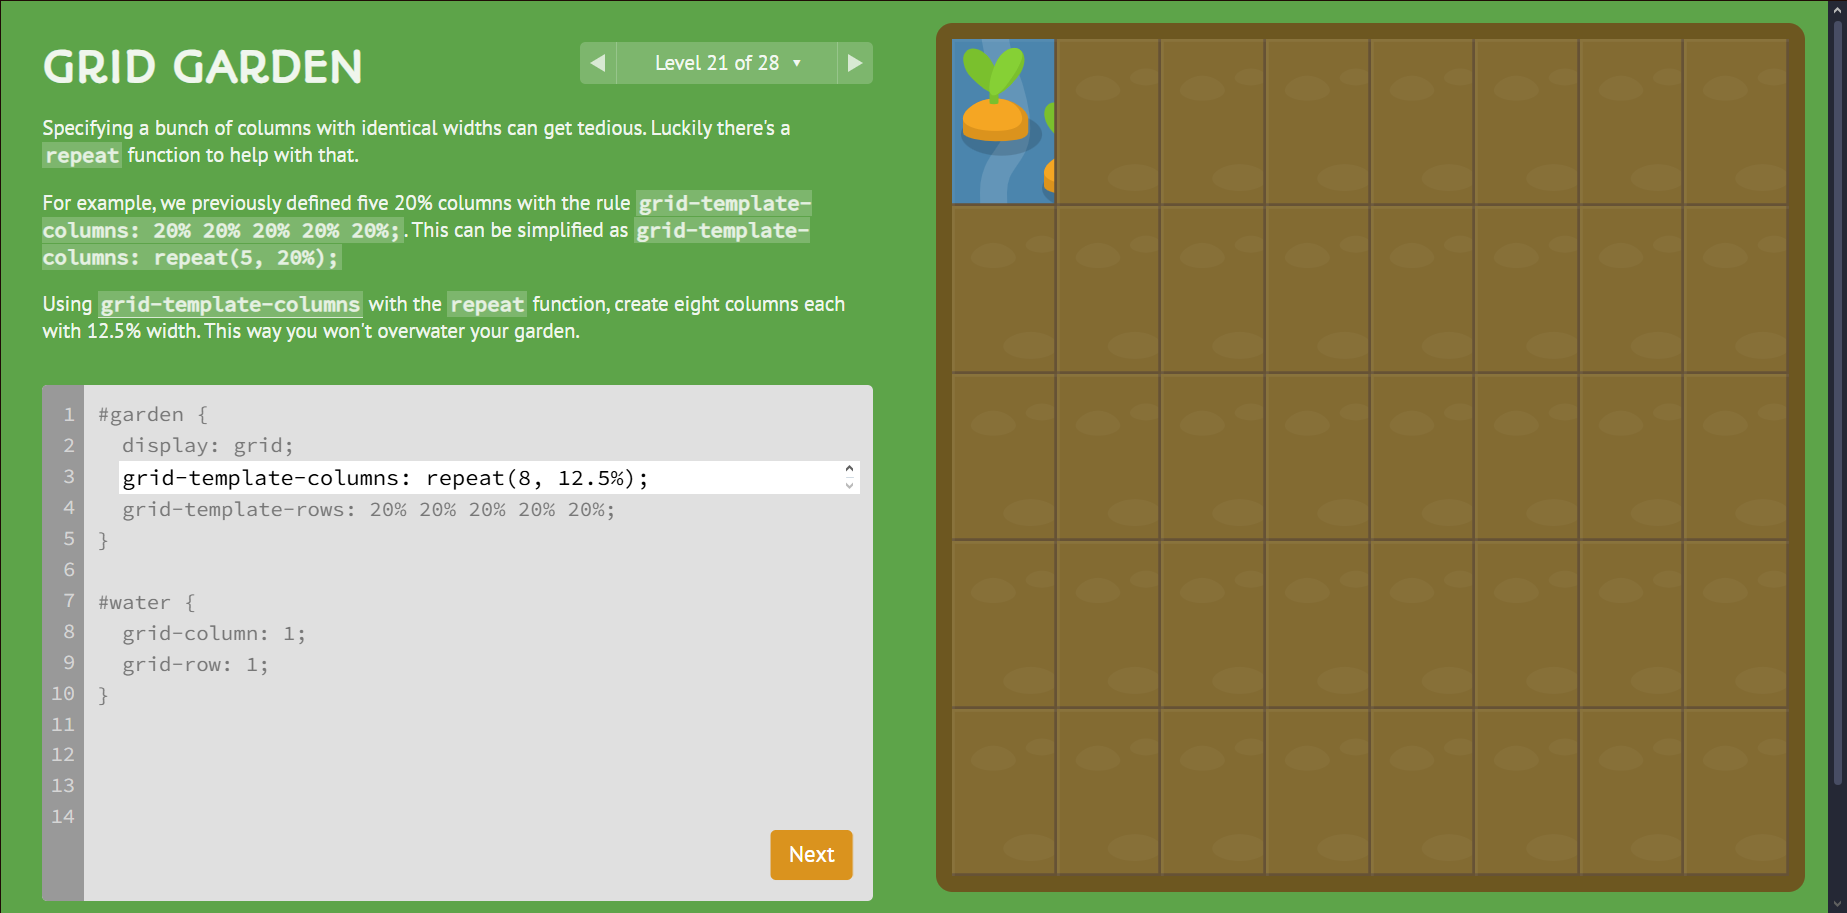 GRID GARDEN
Level 21 of 28
Specifying a bunch of columns with identical widths can get tedious. Luckily there's a
repeat function to help with that.
For example, we previously defined five 20% columns with the rule grid-template-
columns: 20% 20% 20% 20% 20%;. This can be simplified as grid-template-
columns: repeat(5, 20%);
Using grid-template-columns with the repeat function, create eight columns each
with 12.5% width. This way you won't overwater your garden.
1 #garden {
2 display: grid;
3 grid-template-columns: repeat(8, 12.5%);
4 grid-template-rows: 20% 20% 20% 20% 20%;
5 }
6
7 #water {
8 grid-column: 1;
9 grid-row: 1;
10 }
11
12
13
14
Next